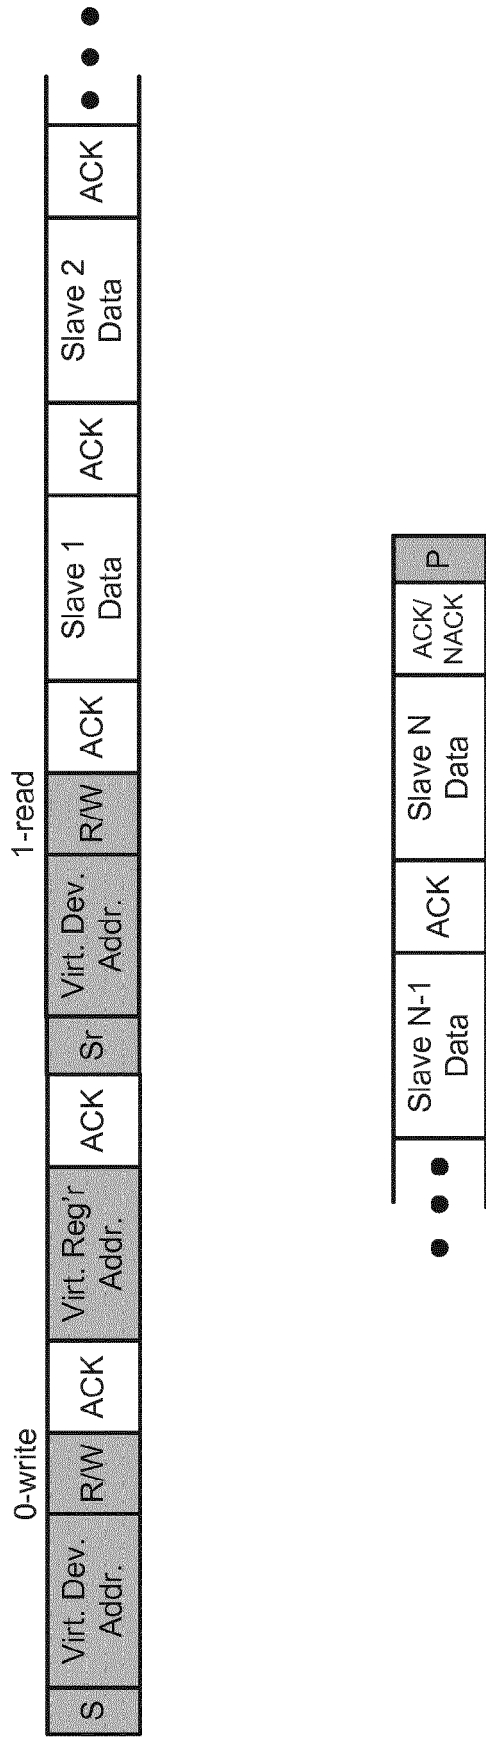 0-write
1-read
S
Virt. Dev.
Addr.
R/W
ACK
Virt. Reg'r
Addr.
ACK
Sr
Virt. Dev.
Addr.
R/W
ACK
Slave 1
Data
ACK
Slave 2
Data
ACK
Slave N-1
Data
ACK
Slave N
Data
ACK/
NACK
P